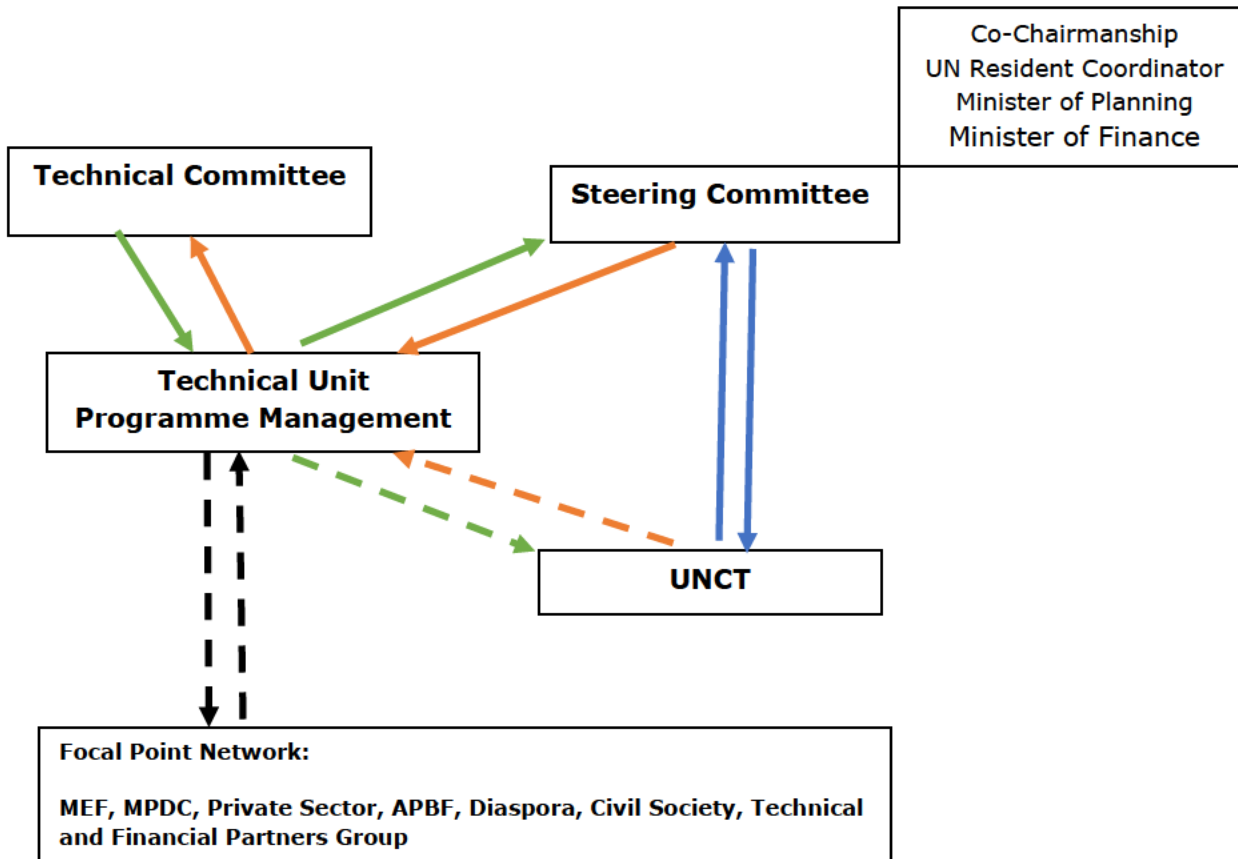 Co-Chairmanship
UN Resident Coordinator
Minister of Planning
Minister of Finance
Technical Committee
Steering Committee
Technical Unit
Programme Management
UNCT
Focal Point Network:
MEF, MPDC, Private Sector, APBF, Diaspora, Civil Society, Technical
and Financial Partners Group